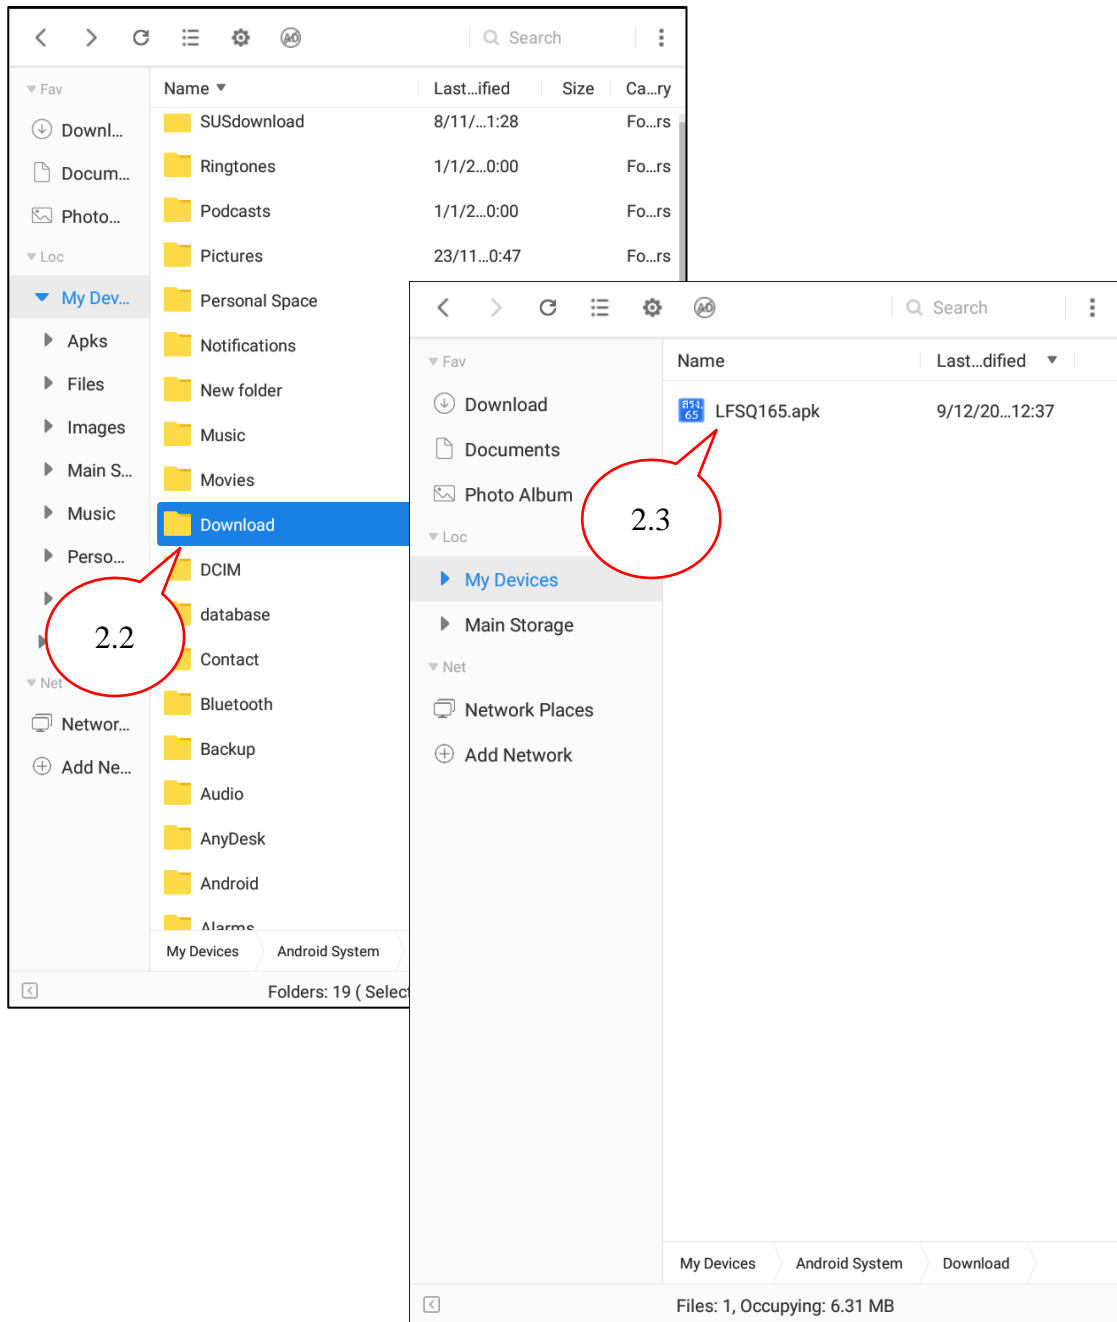 Search
Fav
Downl...
Docum...
Photo...
Loc
My Dev...
Apks
Files
Images
Main S...
Music
Perso...
Net
Networ...
Add Ne...
Name Last...ified Size Ca...ry
SUSdownload 8/11/...1:28 Fo...rs
Ringtones 1/1/2...0:00 Fo...rs
Podcasts 1/1/2...0:00 Fo...rs
Pictures 23/11...0:47 Fo...rs
Personal Space
Notifications
New folder
Music
Movies
Download
DCIM
database
Contact
Bluetooth
Backup
Audio
AnyDesk
Android
Alarms
2.2
My Devices Android System
Folders: 19 ( Select
Search
Fav
Download
Documents
Photo Album
Loc
My Devices
Main Storage
Net
Network Places
Add Network
Name Last...dified
สรง.
65
LFSQ165.apk 9/12/20...12:37
2.3
My Devices Android System Download
Files: 1, Occupying: 6.31 MB